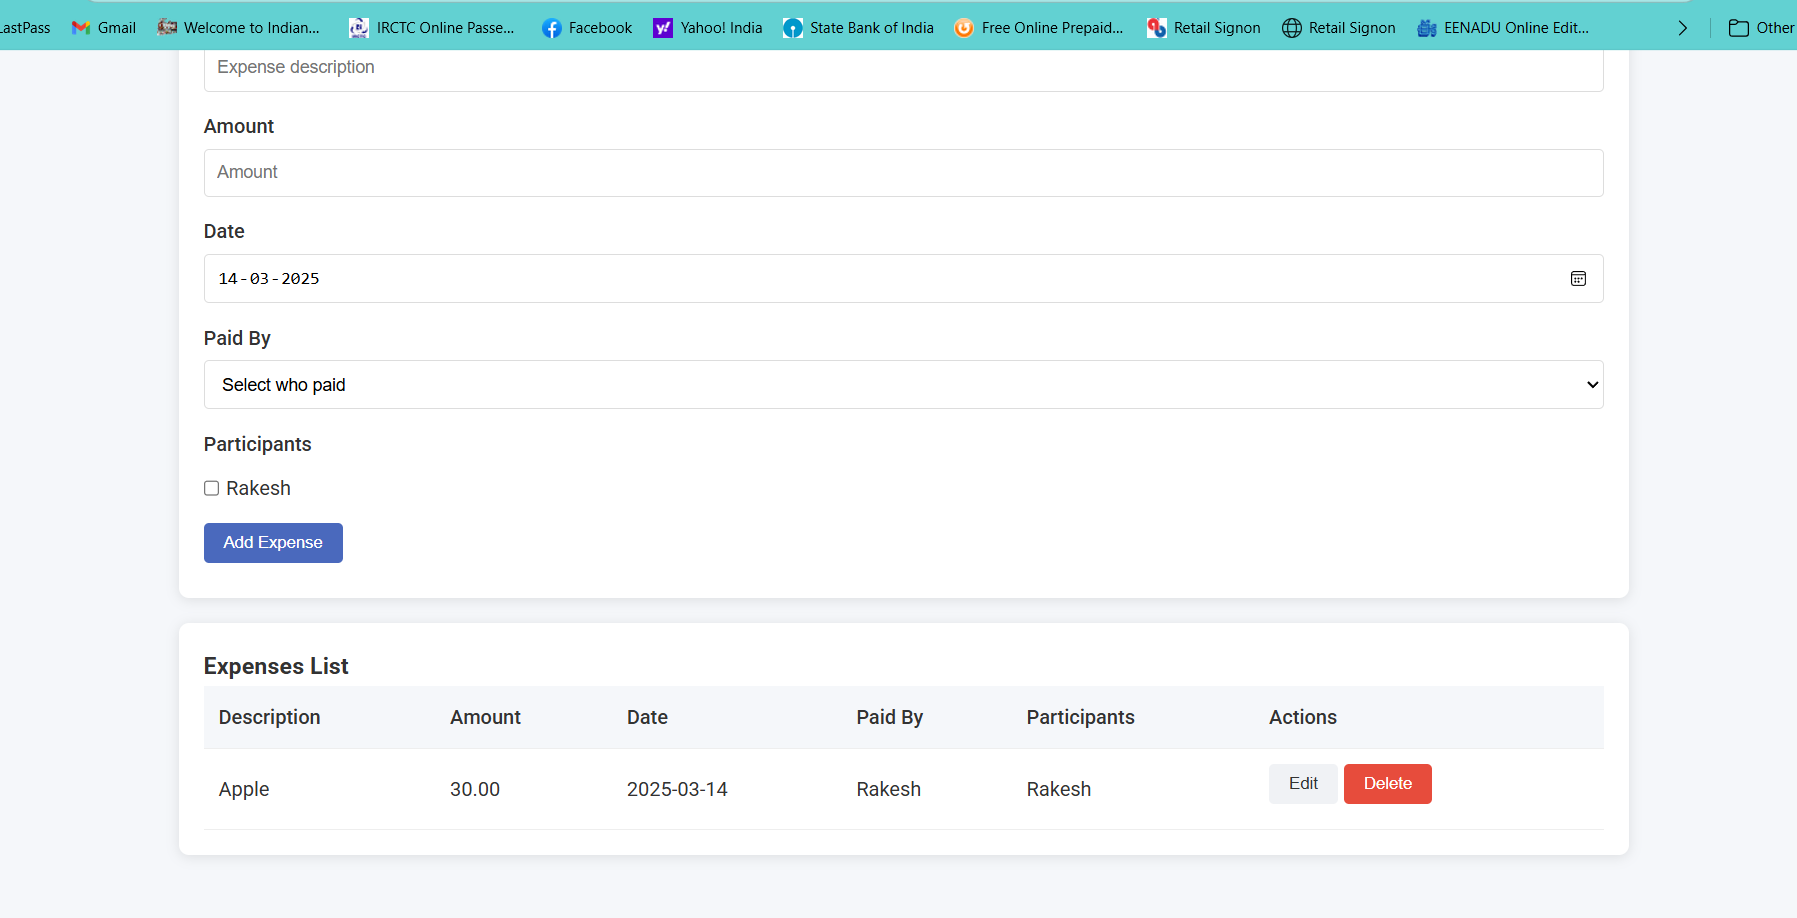 LastPass Gmail Welcome to Indian... IRCTC Online Passe... Facebook Yahoo! India State Bank of India Free Online Prepaid... Retail Signon Retail Signon EENADU Online Edit... Other
Expense description
Amount
Amount
Date
14-03-2025
Paid By
Select who paid
Participants
Rakesh
Add Expense
Expenses List
Description Amount Date Paid By Participants Actions
Apple 30.00 2025-03-14 Rakesh Rakesh Edit Delete